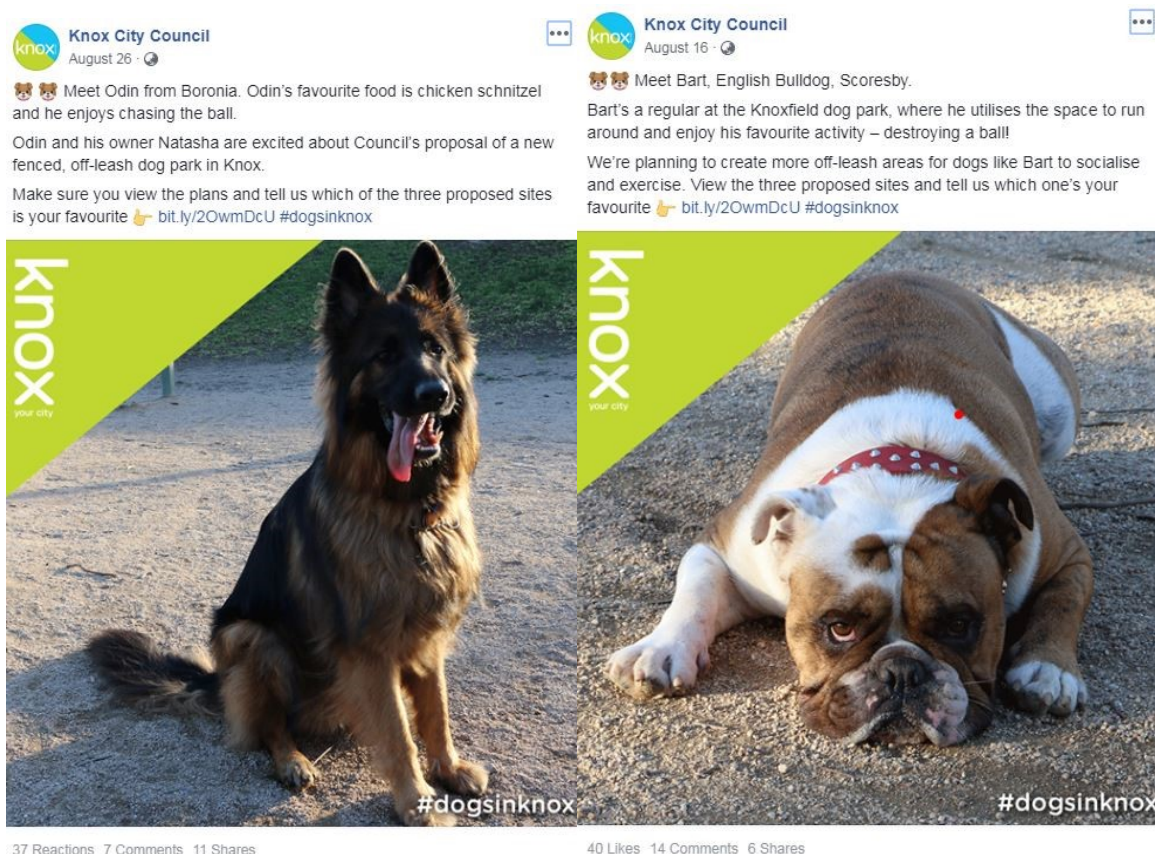 knox
Knox City Council
August 26 ·
Meet Odin from Boronia. Odin's favourite food is chicken schnitzel
and he enjoys chasing the ball.
Odin and his owner Natasha are excited about Council's proposal of a new
fenced, off-leash dog park in Knox.
Make sure you view the plans and tell us which of the three proposed sites
is your favourite 👉 bit.ly/2OwmDcU #dogsinknox
knox
your city
#dogsinknox
37 Reactions 7 Comments 11 Shares
knox
Knox City Council
August 16 ·
Meet Bart, English Bulldog, Scoresby.
Bart's a regular at the Knoxfield dog park, where he utilises the space to run
around and enjoy his favourite activity – destroying a ball!
We're planning to create more off-leash areas for dogs like Bart to socialise
and exercise. View the three proposed sites and tell us which one's your
favourite 👉 bit.ly/2OwmDcU #dogsinknox
knox
your city
#dogsinknox
40 Likes 14 Comments 6 Shares